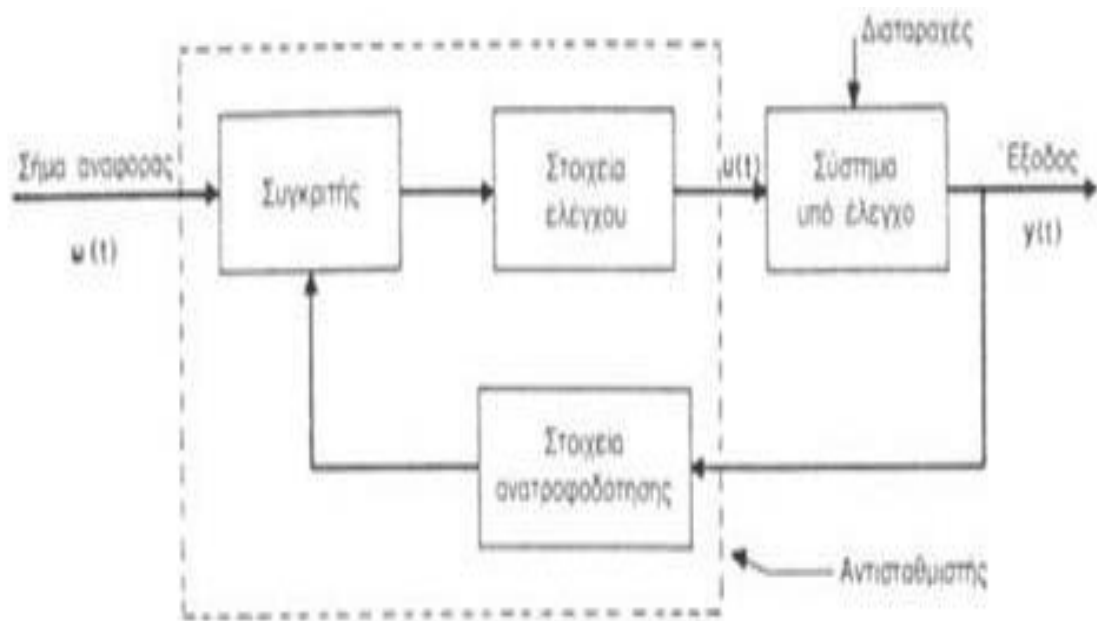 Διαταραχές
Σήμα αναφοράς
ω(t)
Συγκριτής
Στοιχεία
ελέγχου
u(t)
Σύστημα
υπό έλεγχο
Έξοδος
y(t)
Στοιχεία
ανατροφοδότησης
Αντισταθμιστής